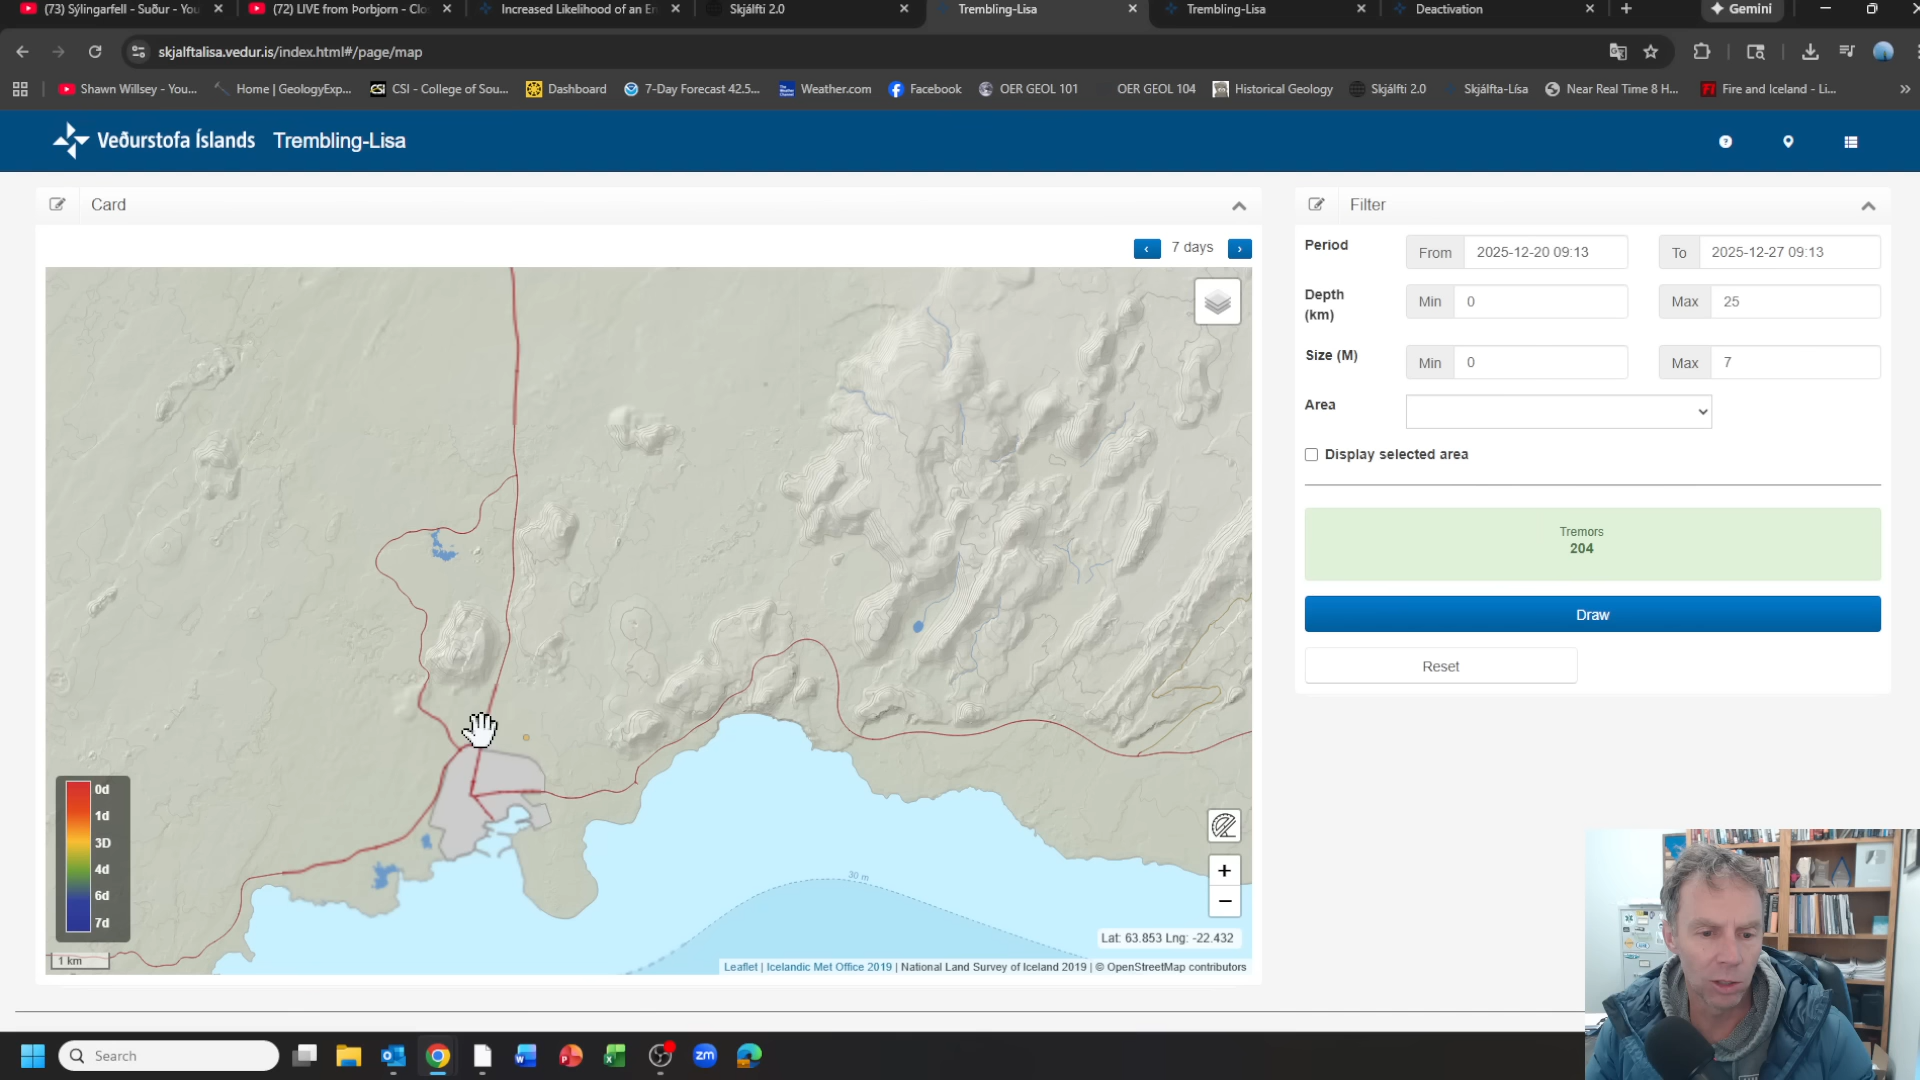 (73) Sýlingarfell - Suður - You
(72) LIVE from Þorbjorn - Clo
Increased Likelihood of an En
Skjálfti 2.0
Trembling-Lisa
Trembling-Lisa
Deactivation
Gemini
skjalftalisa.vedur.is/index.html#/page/map
Shawn Willsey - You...
Home | GeologyExp...
CSI - College of Sou...
Dashboard
7-Day Forecast 42.5...
Weather.com
Facebook
OER GEOL 101
OER GEOL 104
Historical Geology
Skjálfti 2.0
Skjálfta-Lísa
Near Real Time 8 H...
Fire and Iceland - Li...
Veðurstofa Íslands
Trembling-Lisa
Card
7 days
0d
1d
3D
4d
6d
7d
1 km
30 m
Lat: 63.853 Lng: -22.432
Leaflet | Icelandic Met Office 2019 | National Land Survey of Iceland 2019 | © OpenStreetMap contributors
Filter
Period
From
2025-12-20 09:13
To
2025-12-27 09:13
Depth
(km)
Min
0
Max
25
Size (M)
Min
0
Max
7
Area
Display selected area
Tremors
204
Draw
Reset
Search
zm